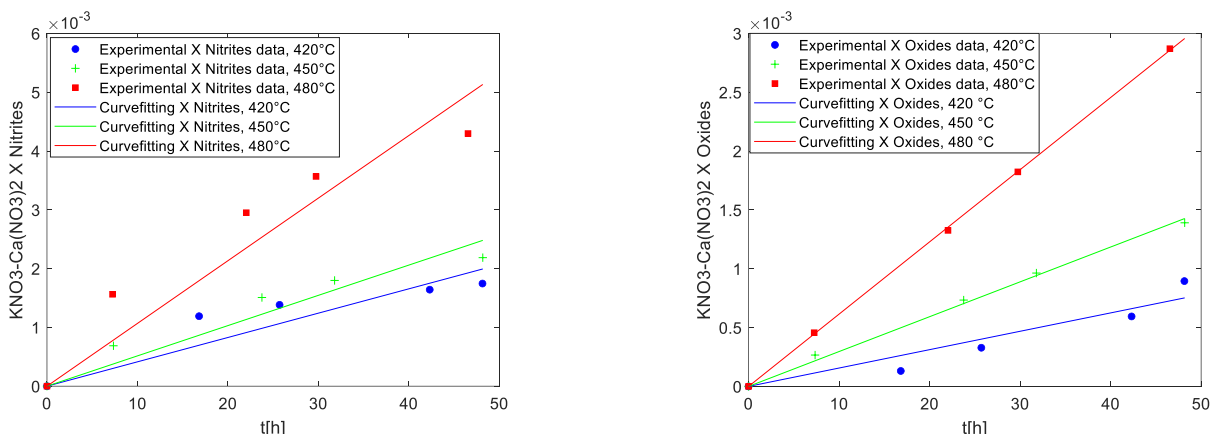 ×10-3
6
5
4
3
2
1
0
KNO3-Ca(NO3)2 X Nitrites
Experimental X Nitrites data, 420°C
Experimental X Nitrites data, 450°C
Experimental X Nitrites data, 480°C
Curvefitting X Nitrites, 420°C
Curvefitting X Nitrites, 450°C
Curvefitting X Nitrites, 480°C
0 10 20 30 40 50
t[h]
×10-3
3
2.5
2
1.5
1
0.5
0
KNO3-Ca(NO3)2 X Oxides
Experimental X Oxides data, 420°C
Experimental X Oxides data, 450°C
Experimental X Oxides data, 480°C
Curvefitting X Oxides, 420 °C
Curvefitting X Oxides, 450 °C
Curvefitting X Oxides, 480 °C
0 10 20 30 40 50
t[h]